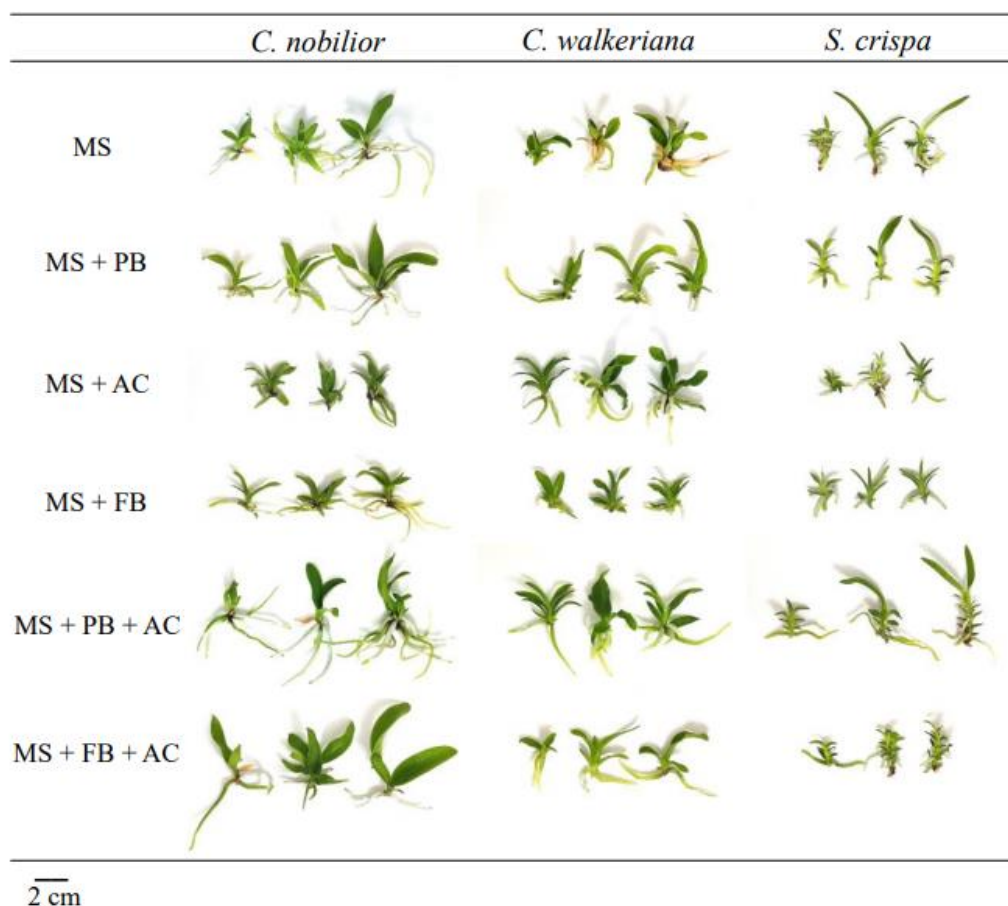 C. nobilior C. walkeriana S. crispa
MS
MS + PB
MS + AC
MS + FB
MS + PB + AC
MS + FB + AC
2 cm